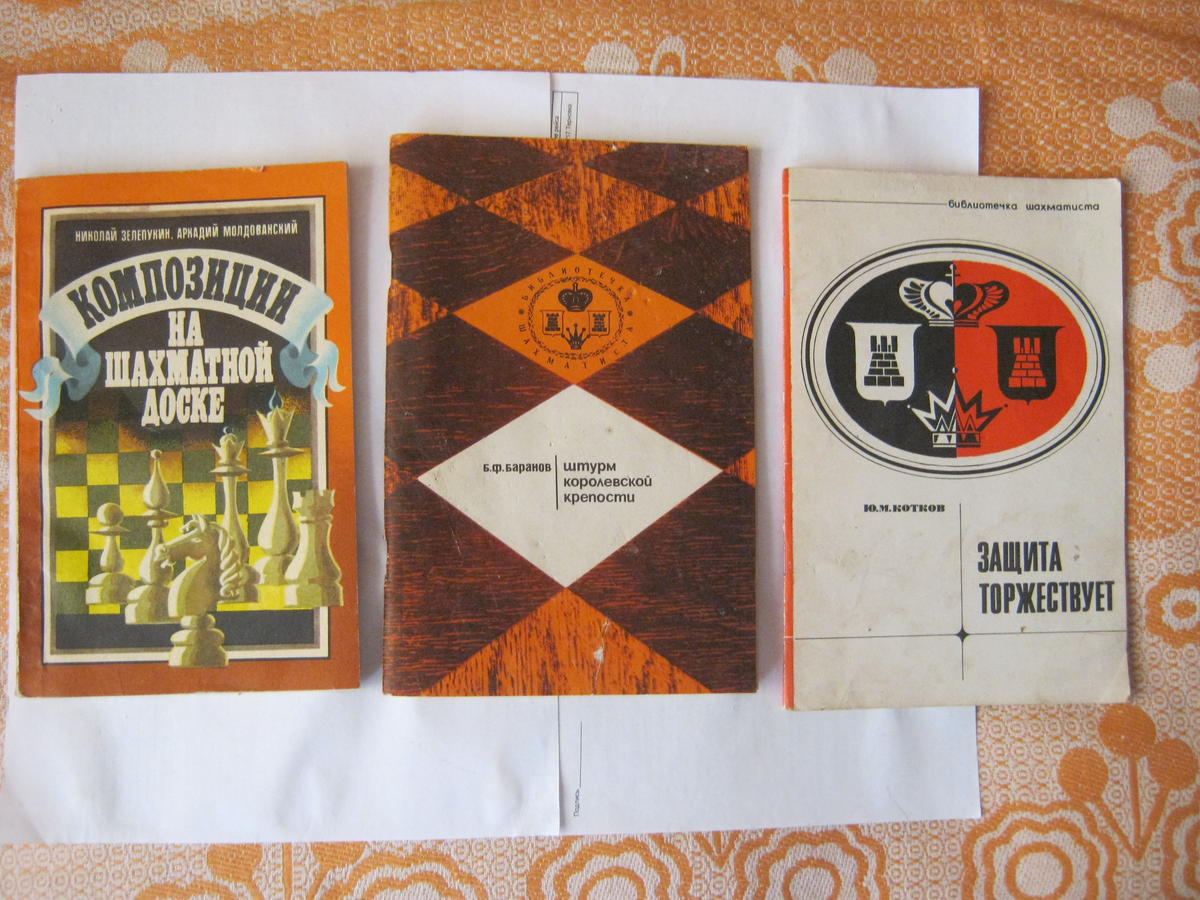 НИКОЛАЙ ЗЕЛЕПУКИН, АРКАДИЙ МОЛДОВАНСКИЙ
КОМПОЗИЦИИ
НА
ШАХМАТНОЙ
ДОСКЕ
БИБЛИОТЕЧКА
ШАХМАТИСТА
Б.Ф.Баранов
штурм
королевской
крепости
библиотечка шахматиста
Ю.М.КОТКОВ
ЗАЩИТА
ТОРЖЕСТВУЕТ
Подпись